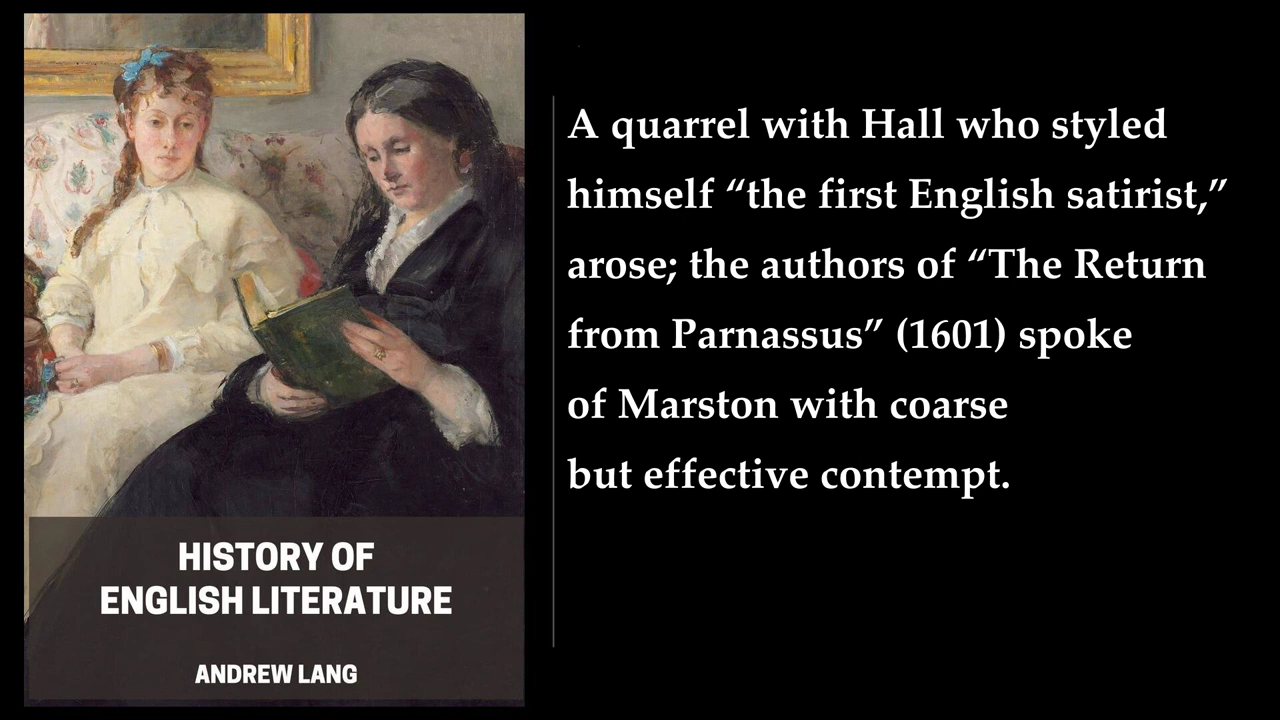 HISTORY OF
ENGLISH LITERATURE
ANDREW LANG
A quarrel with Hall who styled
himself “the first English satirist,”
arose; the authors of “The Return
from Parnassus” (1601) spoke
of Marston with coarse
but effective contempt.